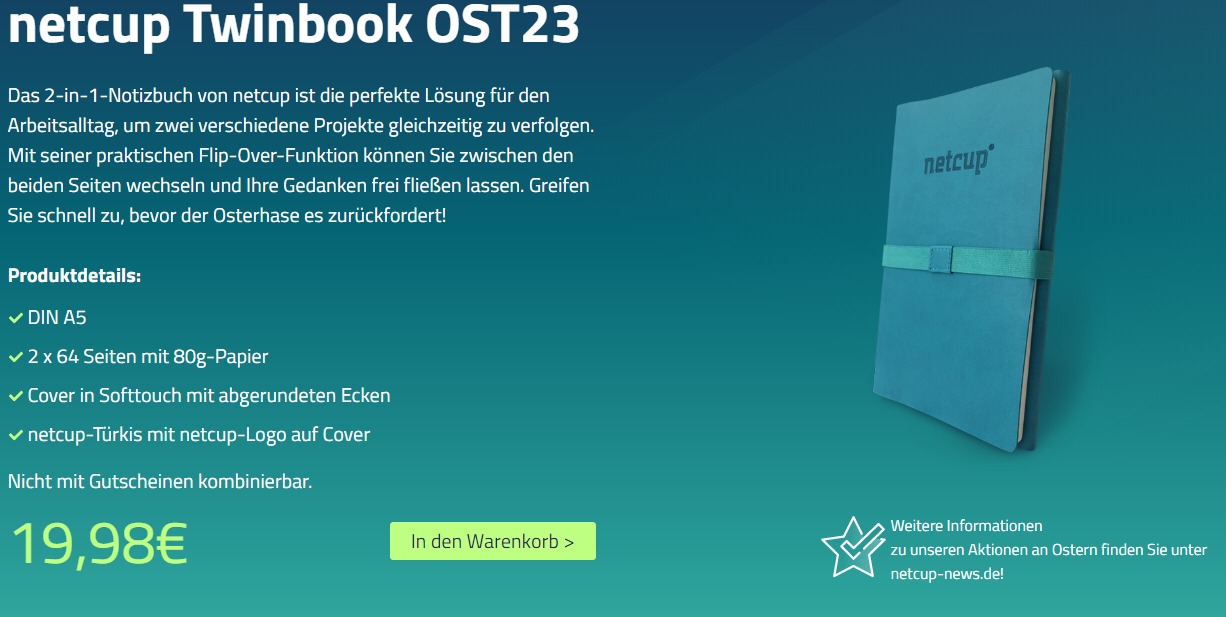 netcup Twinbook OST23
Das 2-in-1-Notizbuch von netcup ist die perfekte Lösung für den
Arbeitsalltag, um zwei verschiedene Projekte gleichzeitig zu verfolgen.
Mit seiner praktischen Flip-Over-Funktion können Sie zwischen den
beiden Seiten wechseln und Ihre Gedanken frei fließen lassen. Greifen
Sie schnell zu, bevor der Osterhase es zurückfordert!
Produktdetails:
DIN A5
2 x 64 Seiten mit 80g-Papier
Cover in Softtouch mit abgerundeten Ecken
netcup-Türkis mit netcup-Logo auf Cover
Nicht mit Gutscheinen kombinierbar.
19,98€
In den Warenkorb >
netcup
Weitere Informationen
zu unseren Aktionen an Ostern finden Sie unter
netcup-news.de!